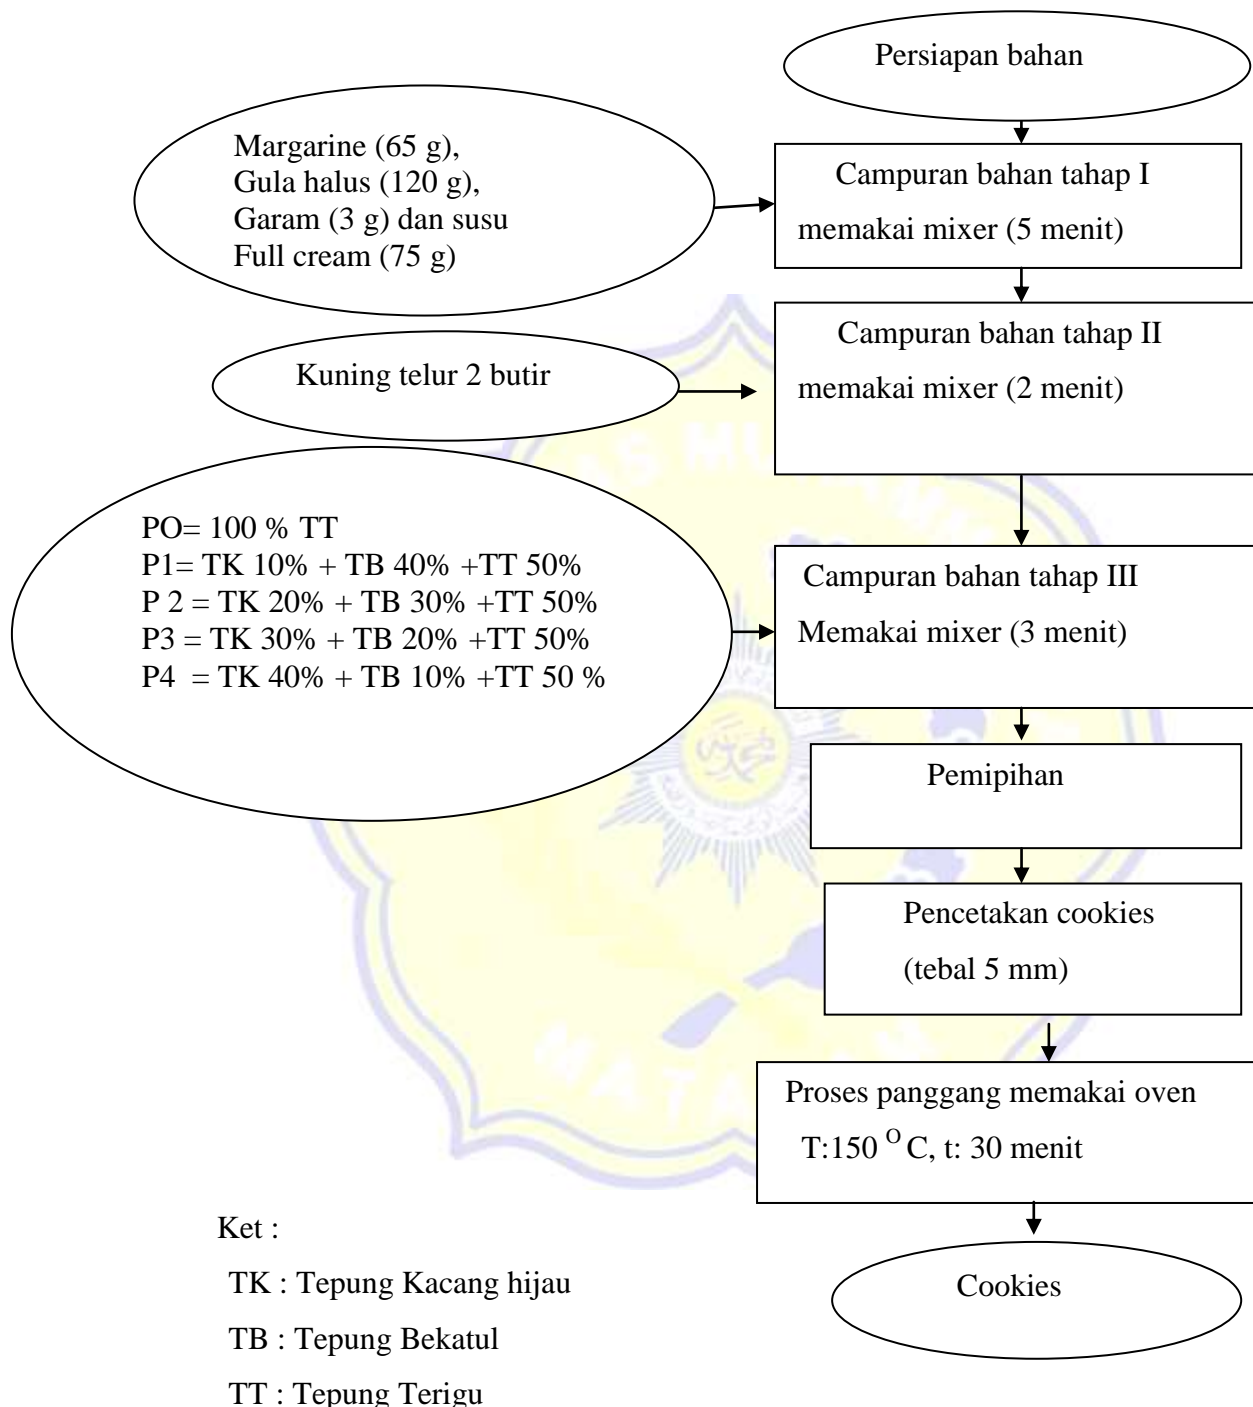 Persiapan bahan
Margarine (65 g),
Gula halus (120 g),
Garam (3 g) dan susu
Full cream (75 g)
Campuran bahan tahap I
memakai mixer (5 menit)
Kuning telur 2 butir
Campuran bahan tahap II
memakai mixer (2 menit)
PO= 100 % TT
P1= TK 10% + TB 40% +TT 50%
P 2 = TK 20% + TB 30% +TT 50%
P3 = TK 30% + TB 20% +TT 50%
P4 = TK 40% + TB 10% +TT 50 %
Campuran bahan tahap III
Memakai mixer (3 menit)
Pemipihan
Pencetakan cookies
(tebal 5 mm)
Proses panggang memakai oven
T:150 O C, t: 30 menit
Cookies
Ket :
TK : Tepung Kacang hijau
TB : Tepung Bekatul
TT : Tepung Terigu